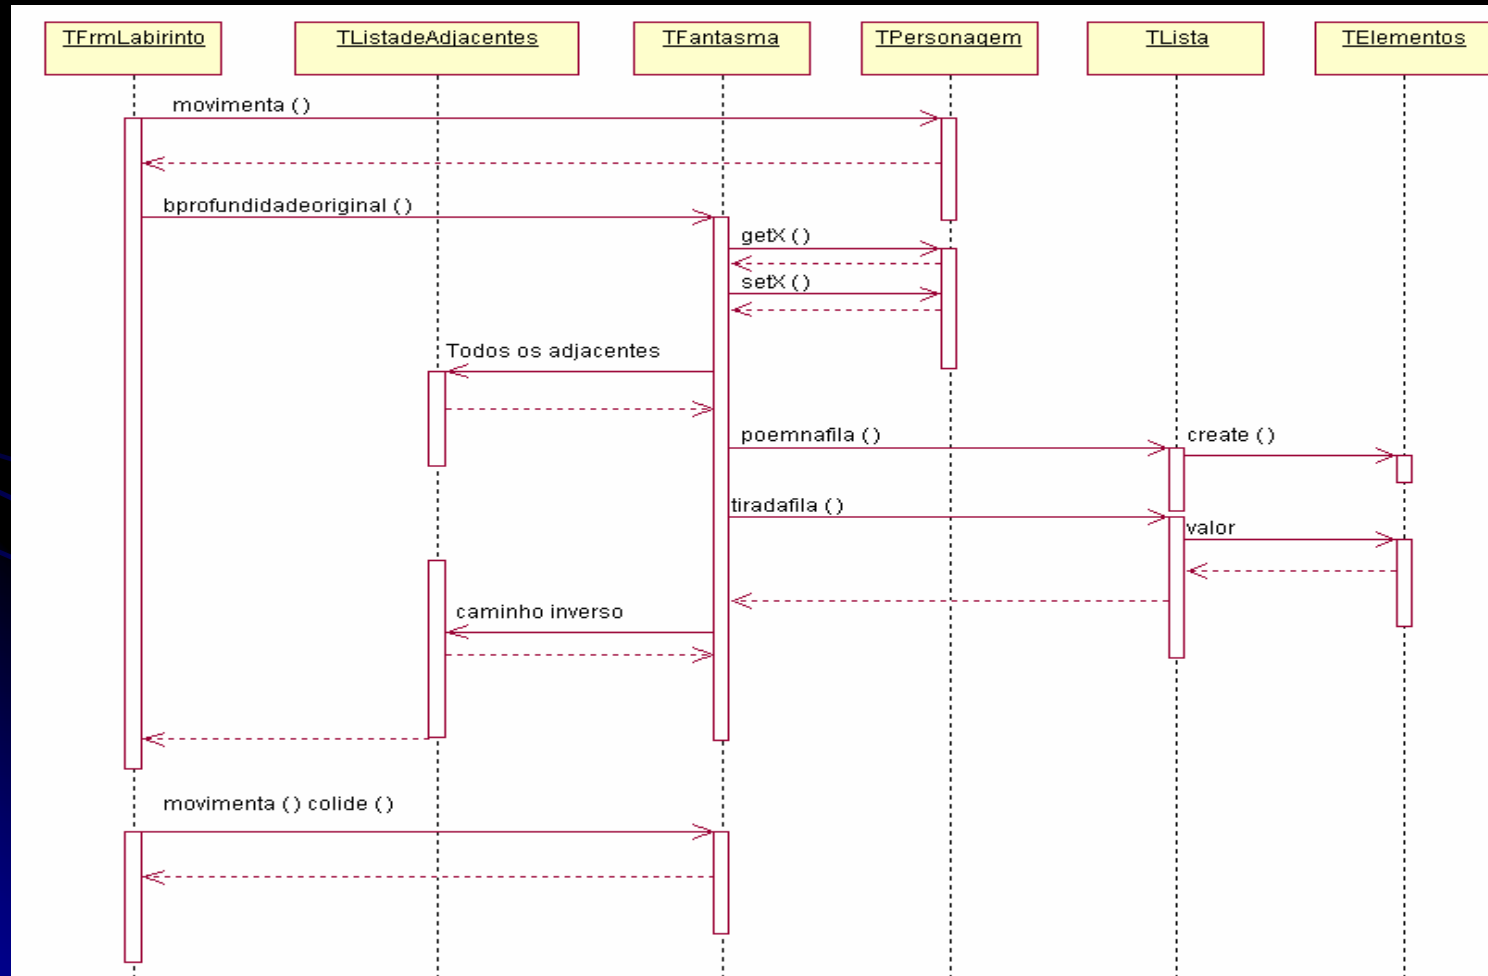 TFrmLabirinto TListadeAdjacentes TFantasma TPersonagem TLista TElementos
movimenta ( )
bprofundidadeoriginal ( )
getX ( )
setX ( )
Todos os adjacentes
poemnafila ( ) create ( )
tiradafila ( )
valor
caminho inverso
movimenta ( ) colide ( )